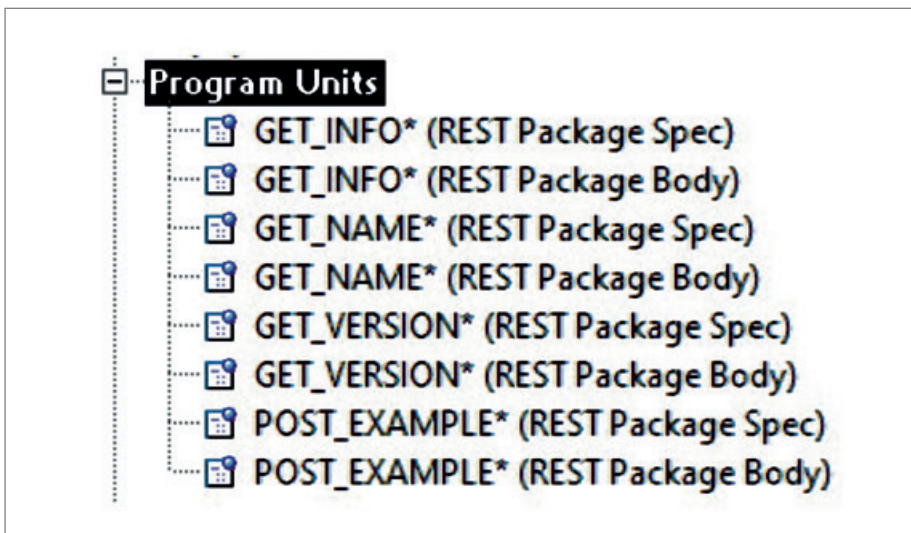 Program Units
GET_INFO* (REST Package Spec)
GET_INFO* (REST Package Body)
GET_NAME* (REST Package Spec)
GET_NAME* (REST Package Body)
GET_VERSION* (REST Package Spec)
GET_VERSION* (REST Package Body)
POST_EXAMPLE* (REST Package Spec)
POST_EXAMPLE* (REST Package Body)